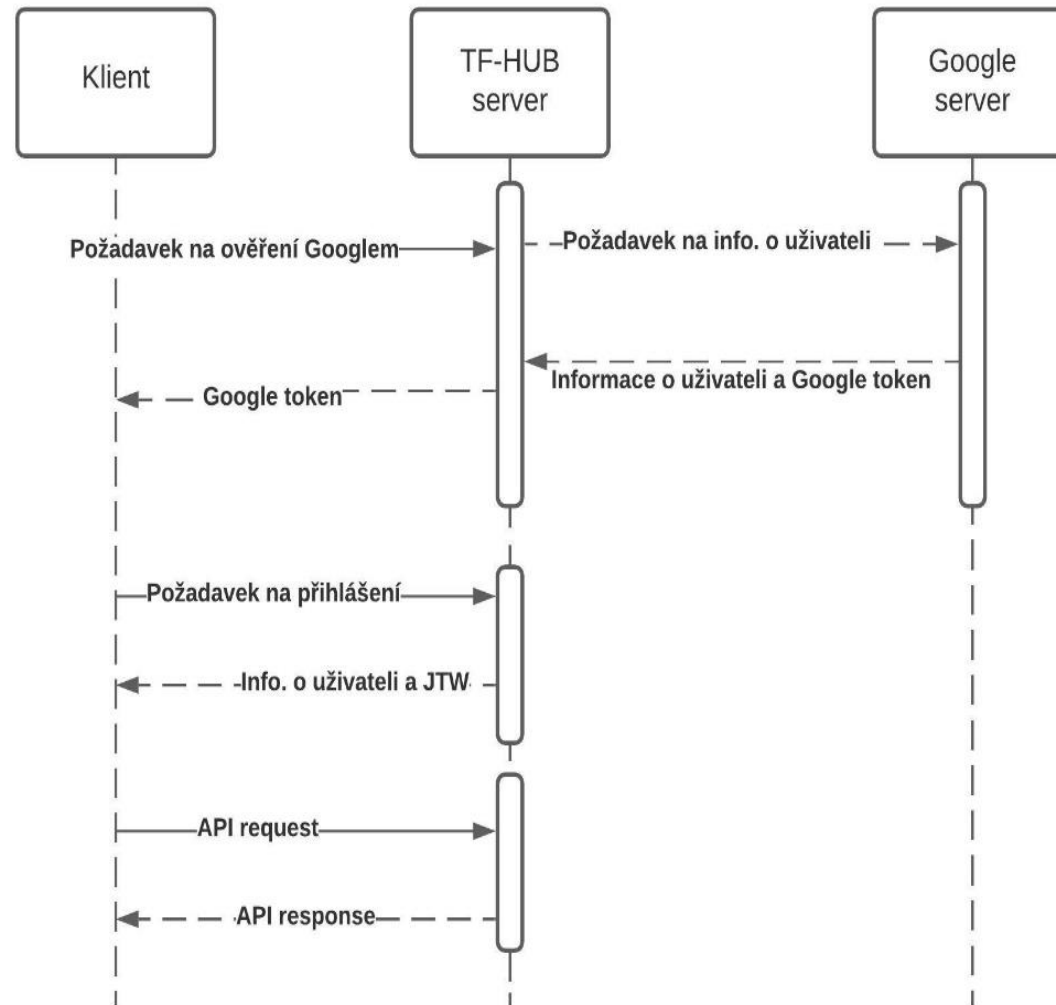 Klient
TF-HUB
server
Google
server
Požadavek na ověření Googlem
Požadavek na info. o uživateli
Informace o uživateli a Google token
Google token
Požadavek na přihlášení
Info. o uživateli a JTW
API request
API response